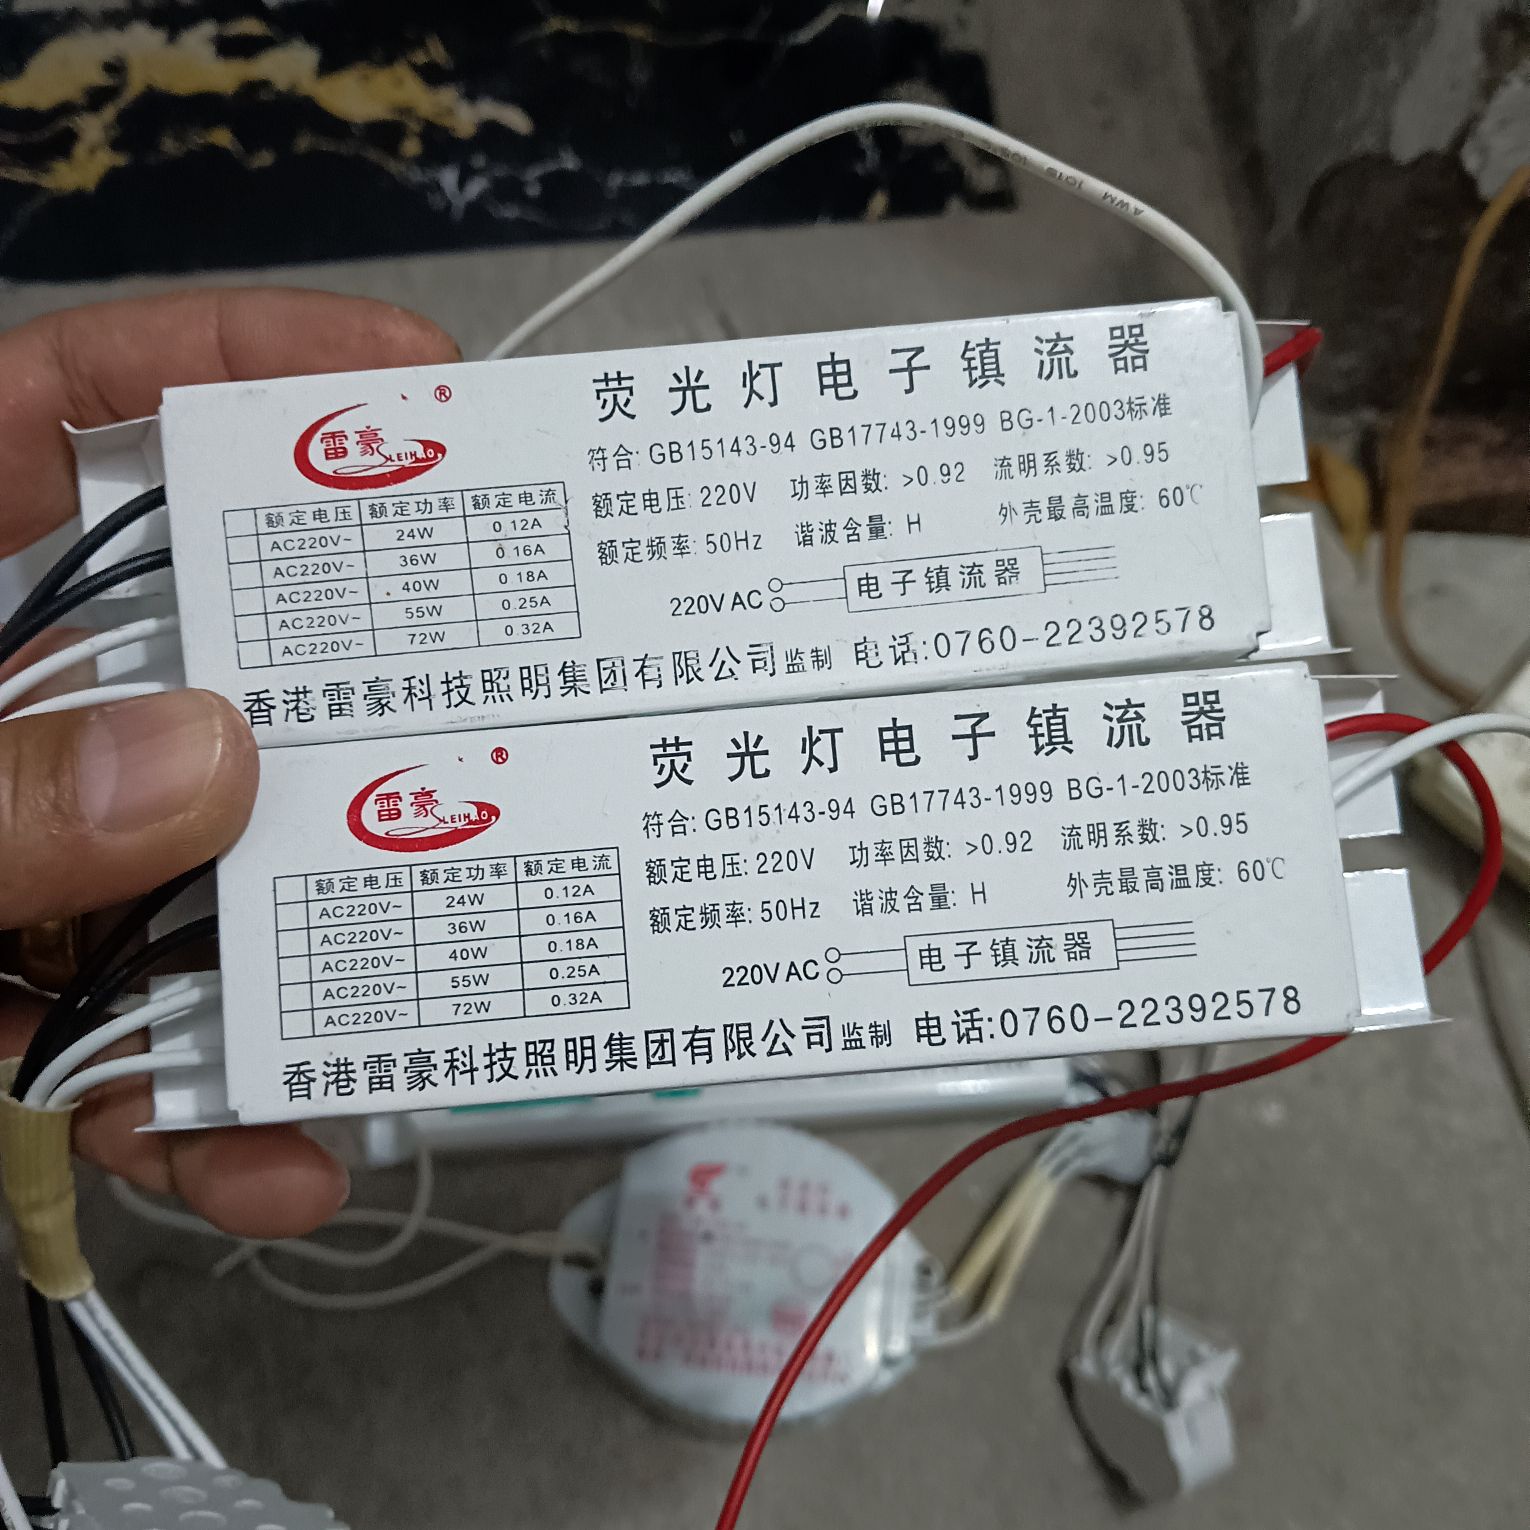 AWM 1015
®
雷豪
LEIHAO
荧光灯电子镇流器
符合: GB15143-94 GB17743-1999 BG-1-2003标准
额定电压: 220V 功率因数: >0.92 流明系数: >0.95
额定频率: 50Hz 谐波含量: H 外壳最高温度: 60℃
额定电压 额定功率 额定电流
AC220V~ 24W 0.12A
AC220V~ 36W 0.16A
AC220V~ 40W 0.18A
AC220V~ 55W 0.25A
AC220V~ 72W 0.32A
220V AC 电子镇流器
香港雷豪科技照明集团有限公司监制 电话:0760-22392578
®
雷豪
LEIHAO
荧光灯电子镇流器
符合: GB15143-94 GB17743-1999 BG-1-2003标准
额定电压: 220V 功率因数: >0.92 流明系数: >0.95
额定频率: 50Hz 谐波含量: H 外壳最高温度: 60℃
额定电压 额定功率 额定电流
AC220V~ 24W 0.12A
AC220V~ 36W 0.16A
AC220V~ 40W 0.18A
AC220V~ 55W 0.25A
AC220V~ 72W 0.32A
220V AC 电子镇流器
香港雷豪科技照明集团有限公司监制 电话:0760-22392578